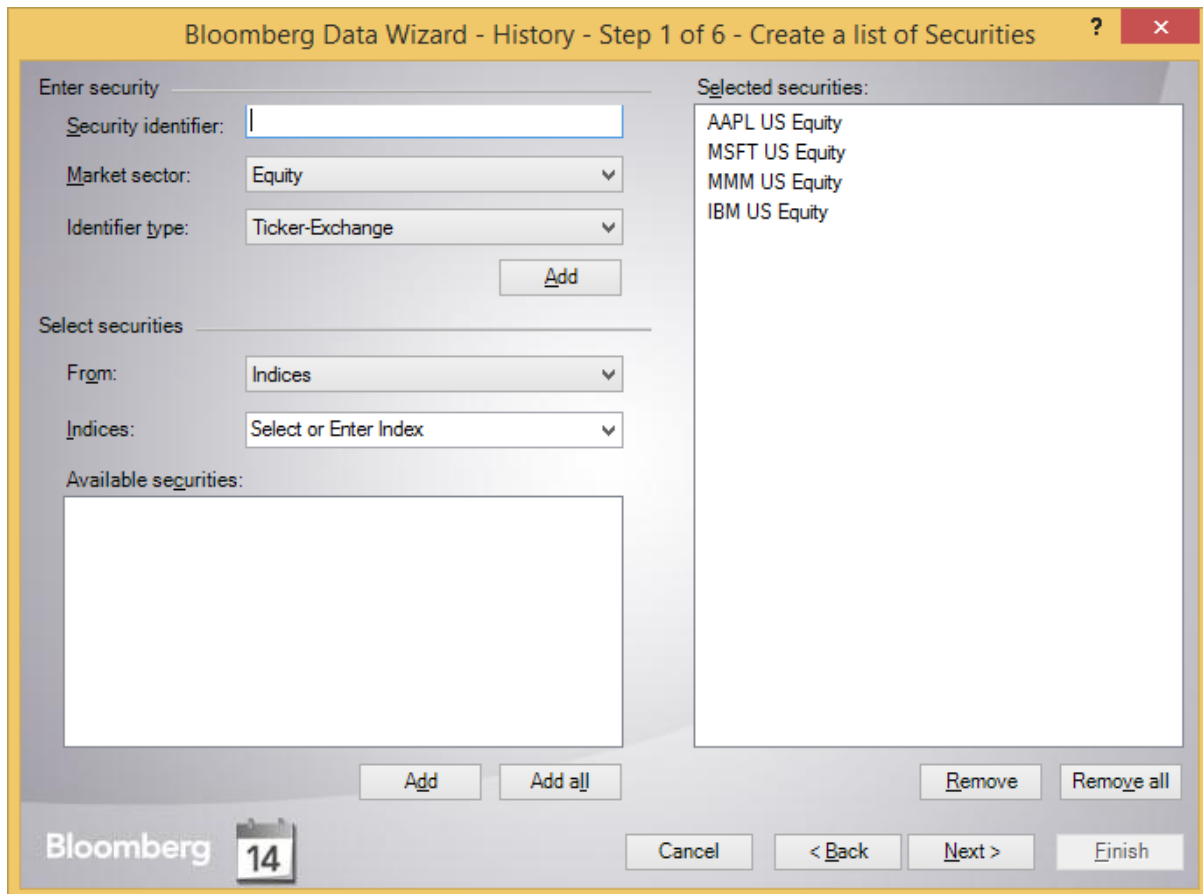 Bloomberg Data Wizard - History - Step 1 of 6 - Create a list of Securities ? ×
Enter security
Security identifier:
Market sector: Equity
Identifier type: Ticker-Exchange
Add
Select securities
From: Indices
Indices: Select or Enter Index
Available securities:
Add Add all
Selected securities:
AAPL US Equity
MSFT US Equity
MMM US Equity
IBM US Equity
Remove Remove all
Bloomberg 14 Cancel < Back Next > Finish